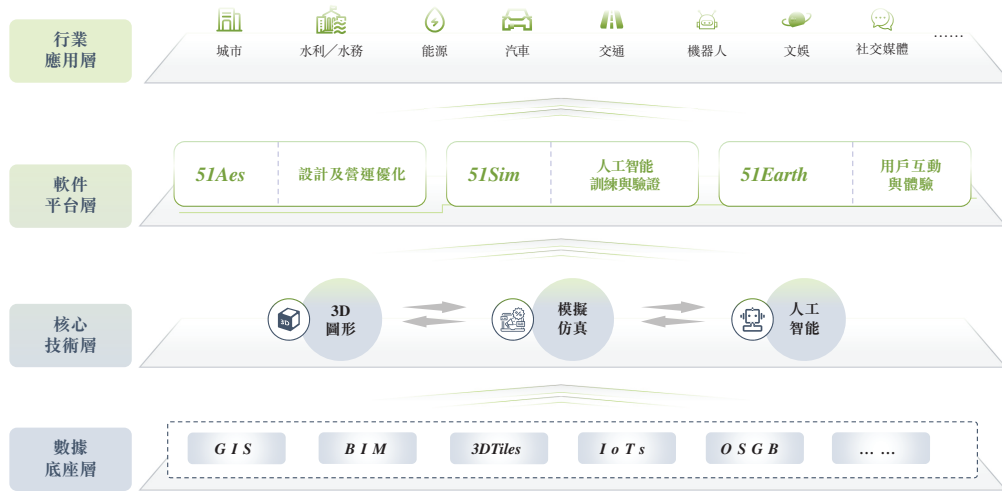 行業
應用層
城市
水利／水務
能源
汽車
交通
機器人
文娛
社交媒體
······
軟件
平台層
51Aes
設計及營運優化
51Sim
人工智能
訓練與驗證
51Earth
用戶互動
與體驗
核心
技術層
3D
3D
圖形
模擬
仿真
人工
智能
數據
底座層
GIS
BIM
3DTiles
IoTs
OSGB
... ...